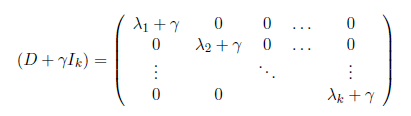 (D + γI_k) = ( λ_1 + γ 0 0 … 0
0 λ_2 + γ 0 … 0
⋮ ⋱ ⋮
0 0 λ_k + γ )